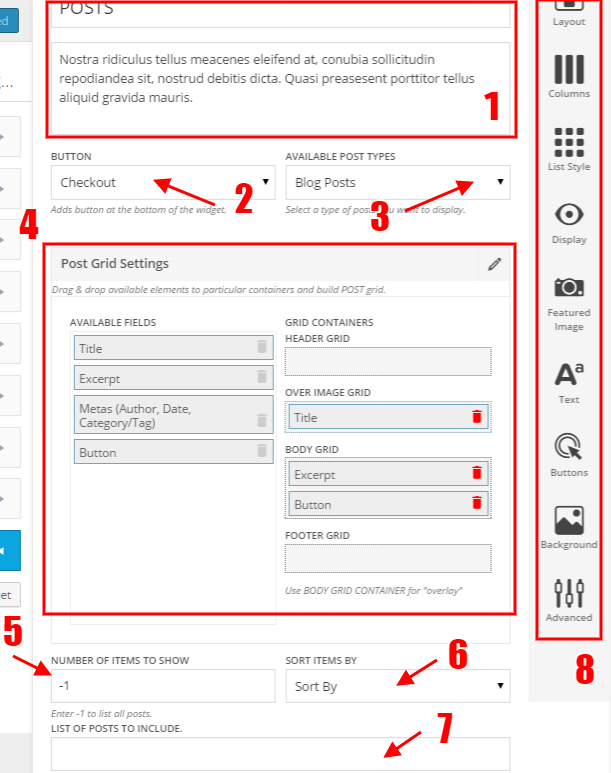 POSTS
Nostra ridiculus tellus meacenes eleifend at, conubia sollicitudin
repodiandea sit, nostrud debitis dicta. Quasi preasesent porttitor tellus
aliquid gravida mauris.
1
BUTTON
Checkout
2
Adds button at the bottom of the widget.
AVAILABLE POST TYPES
Blog Posts
3
Select a type of posts you want to display.
4
Post Grid Settings
Drag & drop available elements to particular containers and build POST grid.
AVAILABLE FIELDS
Title
Excerpt
Metas (Author, Date,
Category/Tag)
Button
GRID CONTAINERS
HEADER GRID
OVER IMAGE GRID
Title
BODY GRID
Excerpt
Button
FOOTER GRID
Use BODY GRID CONTAINER for "overlay"
5
NUMBER OF ITEMS TO SHOW
-1
Enter -1 to list all posts.
SORT ITEMS BY
Sort By
6
LIST OF POSTS TO INCLUDE.
7
Layout
Columns
List Style
Display
Featured
Image
Aa
Text
Buttons
Background
Advanced
8